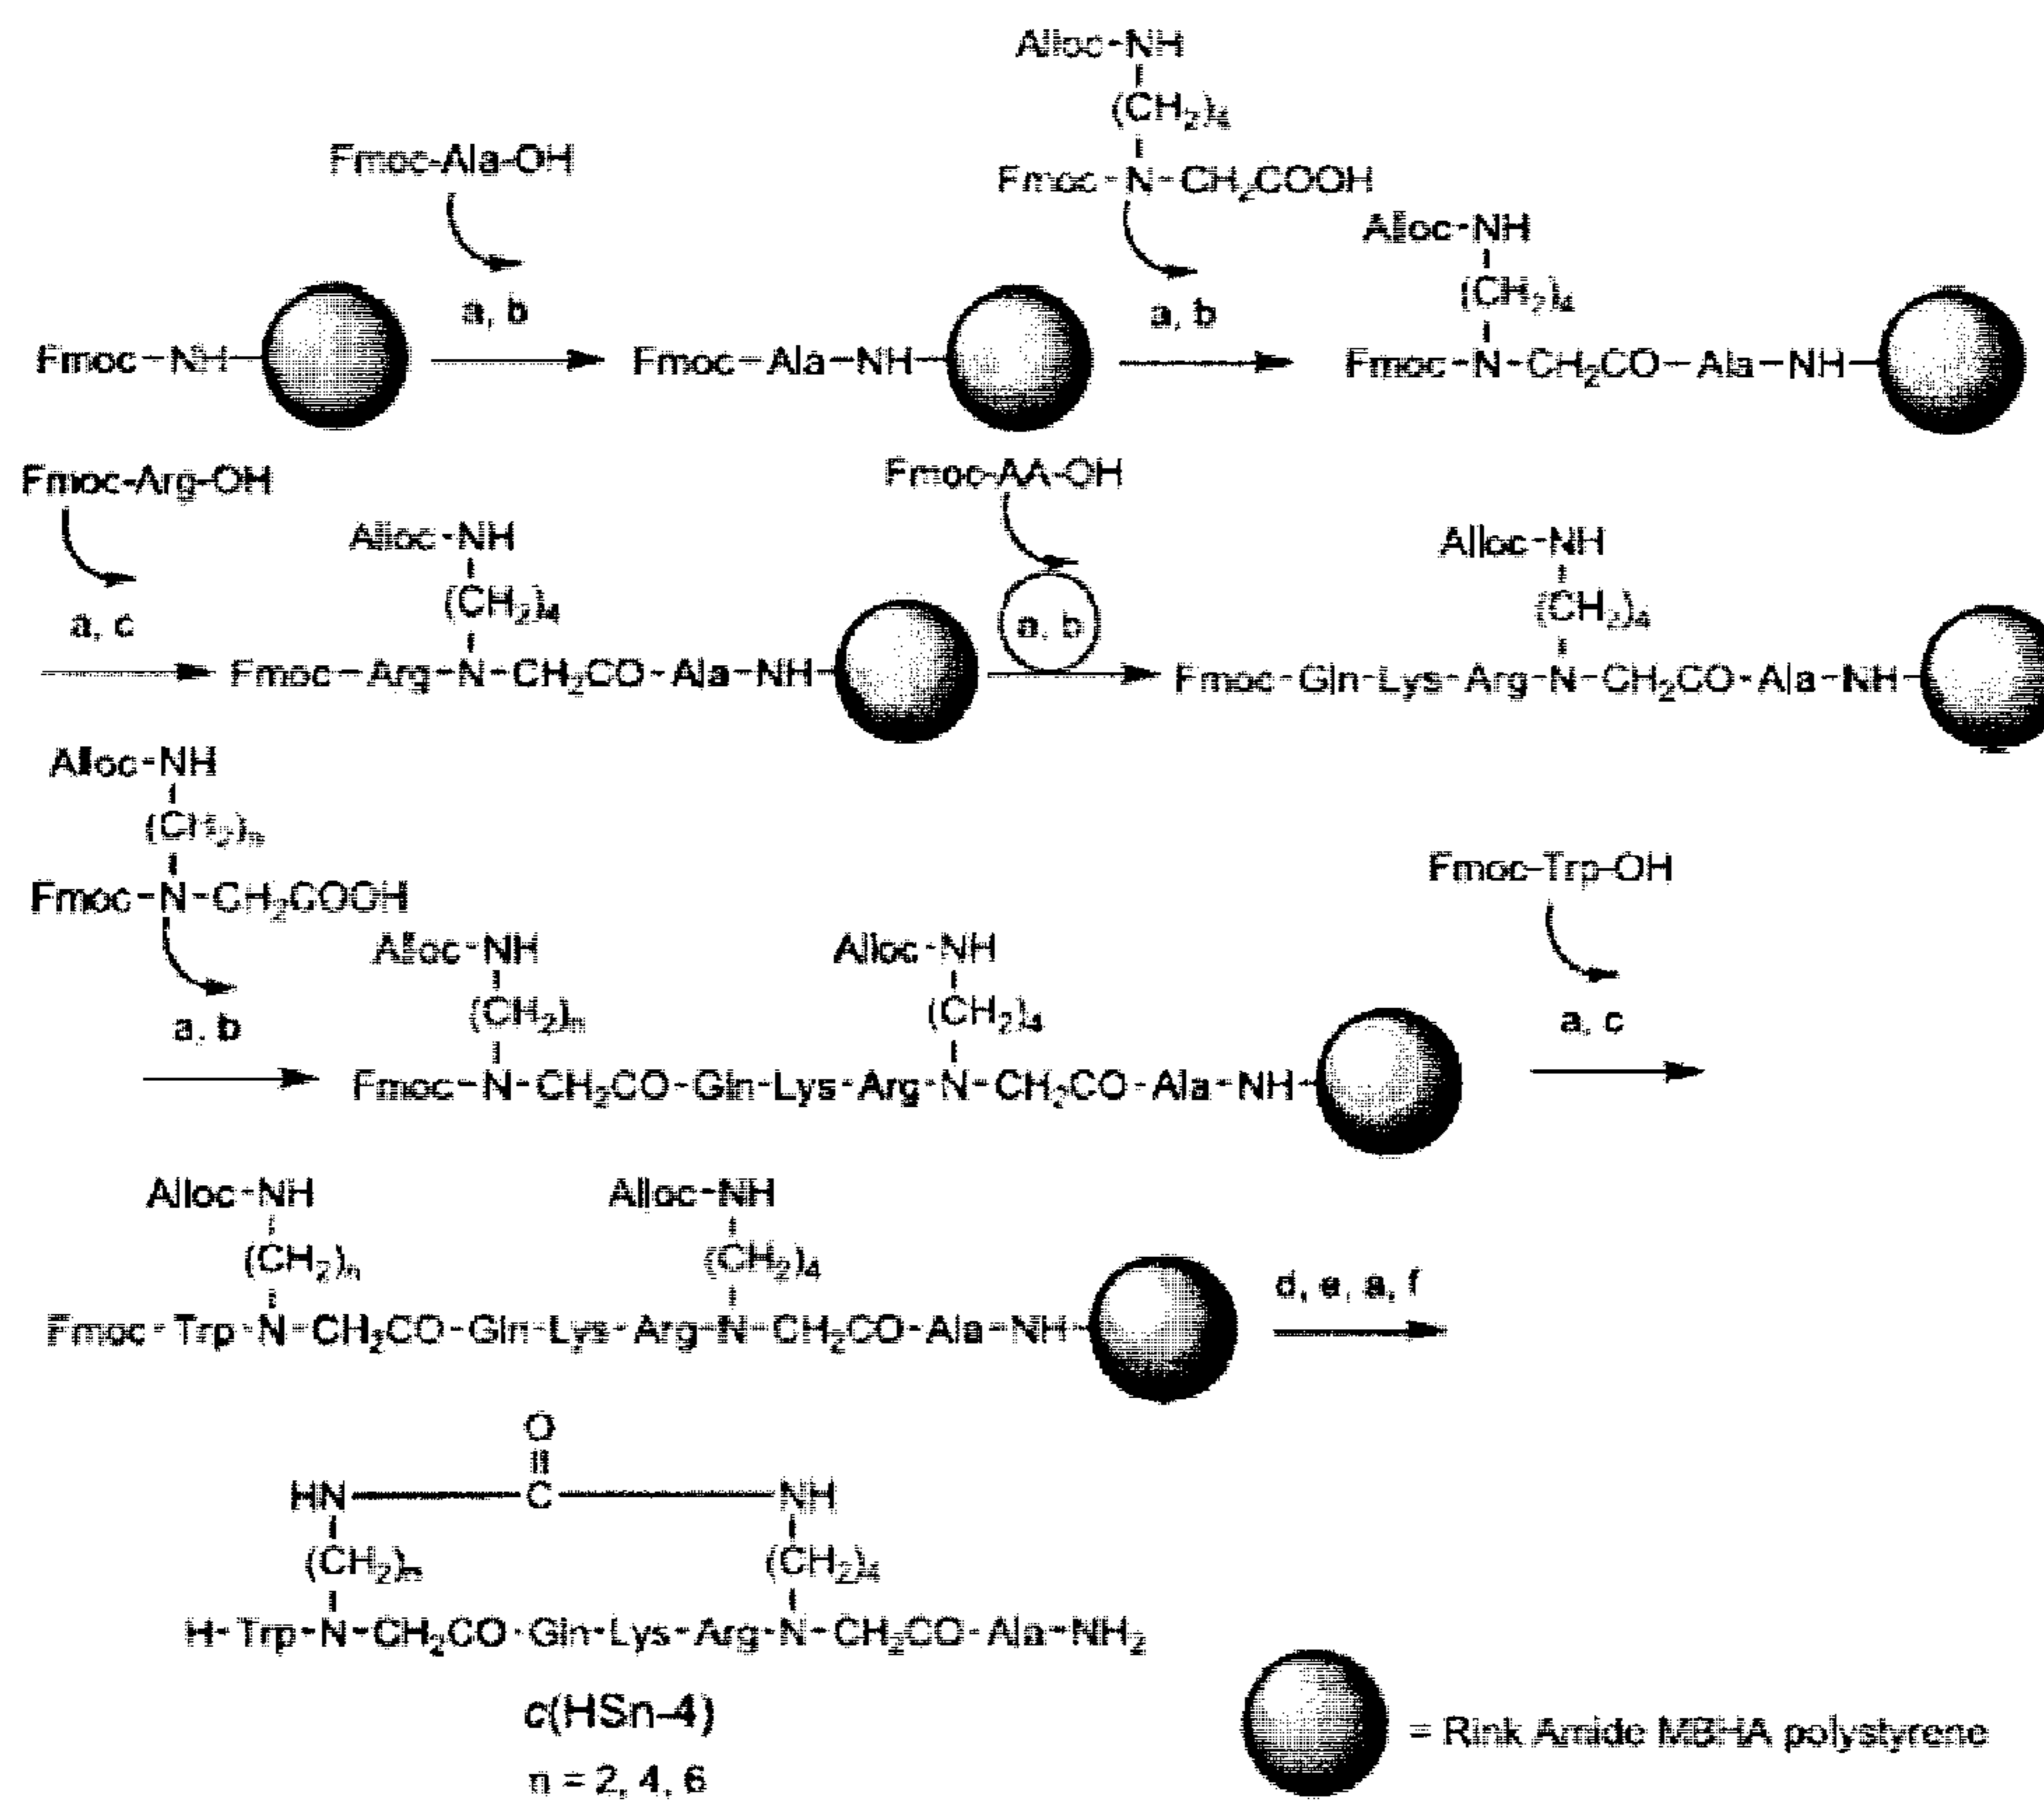 Alloc-NH
(CH2)4
Fmoc-Ala-OH
Fmoc-N-CH2COOH
a, b
a, b
Alloc-NH
(CH2)4
Fmoc-NH
Fmoc-Ala-NH
Fmoc-N-CH2CO-Ala-NH
Fmoc-Arg-OH
a, c
Alloc-NH
(CH2)4
Fmoc-Arg-N-CH2CO-Ala-NH
Fmoc-AA-OH
a, b
Alloc-NH
(CH2)4
Fmoc-Gln-Lys-Arg-N-CH2CO-Ala-NH
Alloc-NH
(CH2)n
Fmoc-N-CH2COOH
a, b
Alloc-NH
(CH2)n
Alloc-NH
(CH2)4
Fmoc-N-CH2CO-Gln-Lys-Arg-N-CH2CO-Ala-NH
Fmoc-Trp-OH
a, c
Alloc-NH
(CH2)n
Alloc-NH
(CH2)4
Fmoc-Trp-N-CH2CO-Gln-Lys-Arg-N-CH2CO-Ala-NH
d, e, a, f
O
HN C NH
(CH2)n
(CH2)4
H-Trp-N-CH2CO-Gln-Lys-Arg-N-CH2CO-Ala-NH2
c(HSn-4)
n = 2, 4, 6
= Rink Amide MBHA polystyrene